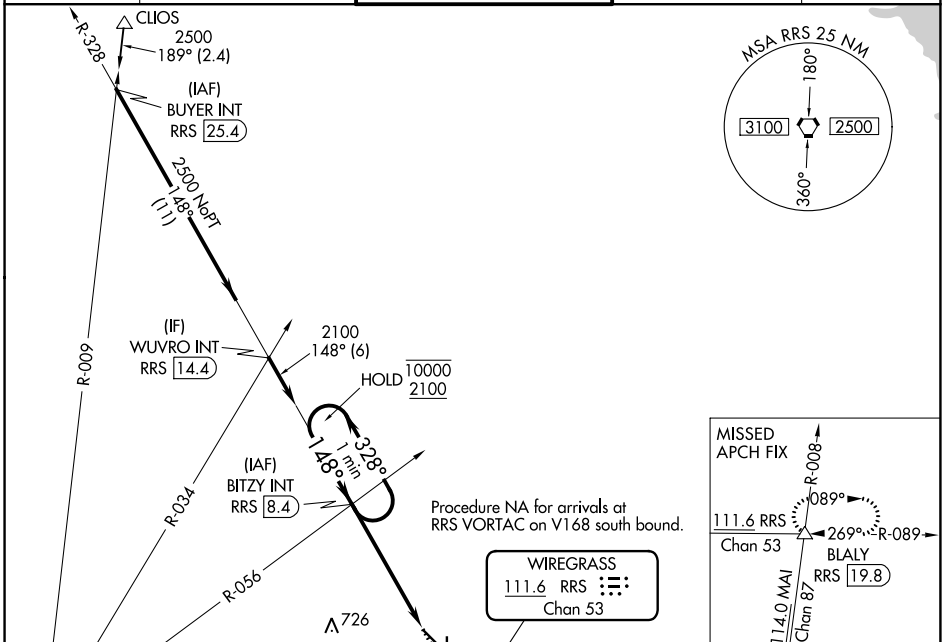 CLIOS
2500
189° (2.4)
R-328
(IAF)
BUYER INT
RRS 25.4
2500 NoPT
148°
(11)
R-009
(IF)
WUVRO INT
RRS 14.4
2100
148° (6)
HOLD 10000
2100
148°
1 min
328°
(IAF)
BITZY INT
RRS 8.4
R-034
R-056
726
Procedure NA for arrivals at
RRS VORTAC on V168 south bound.
WIREGRASS
111.6 RRS
Chan 53
MSA RRS 25 NM
180°
3100
2500
360°
MISSED
APCH FIX
R-008
089°
111.6 RRS
Chan 53
269°
R-089
BLALY
RRS 19.8
114.0 MAI
Chan 87